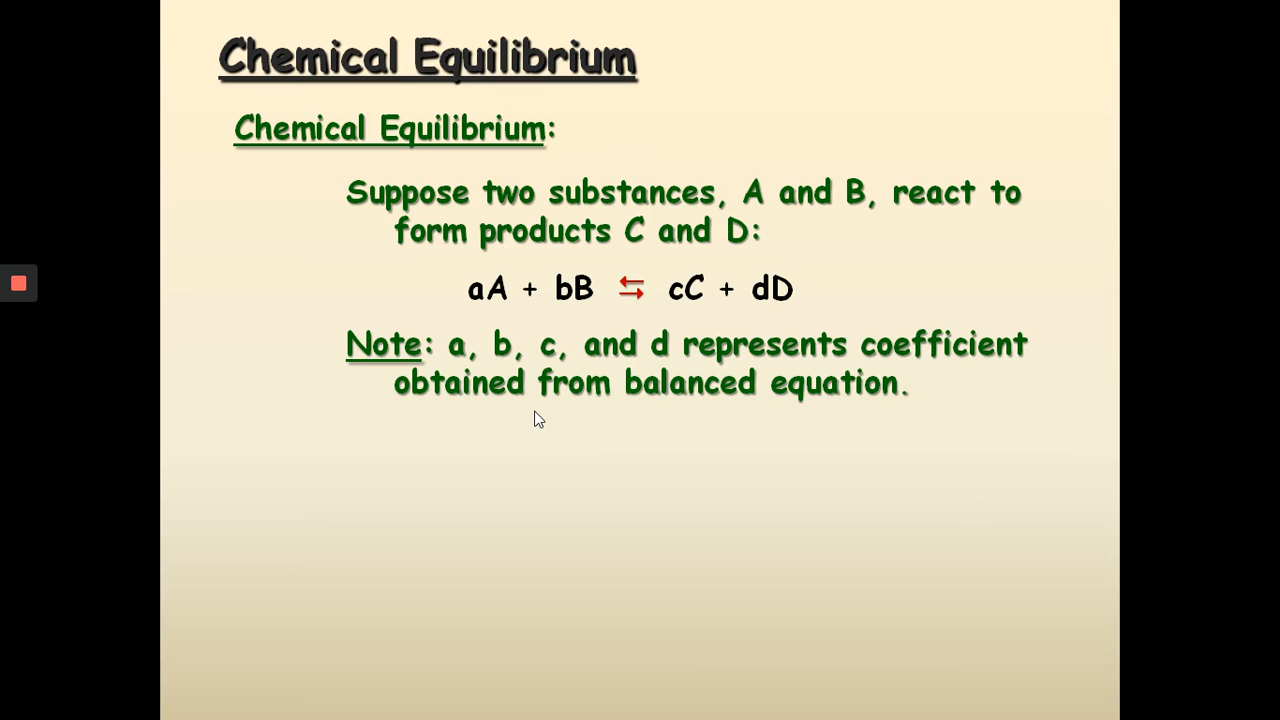 Chemical Equilibrium
Chemical Equilibrium:
Suppose two substances, A and B, react to
form products C and D:
aA + bB ⇆ cC + dD
Note: a, b, c, and d represents coefficient
obtained from balanced equation.